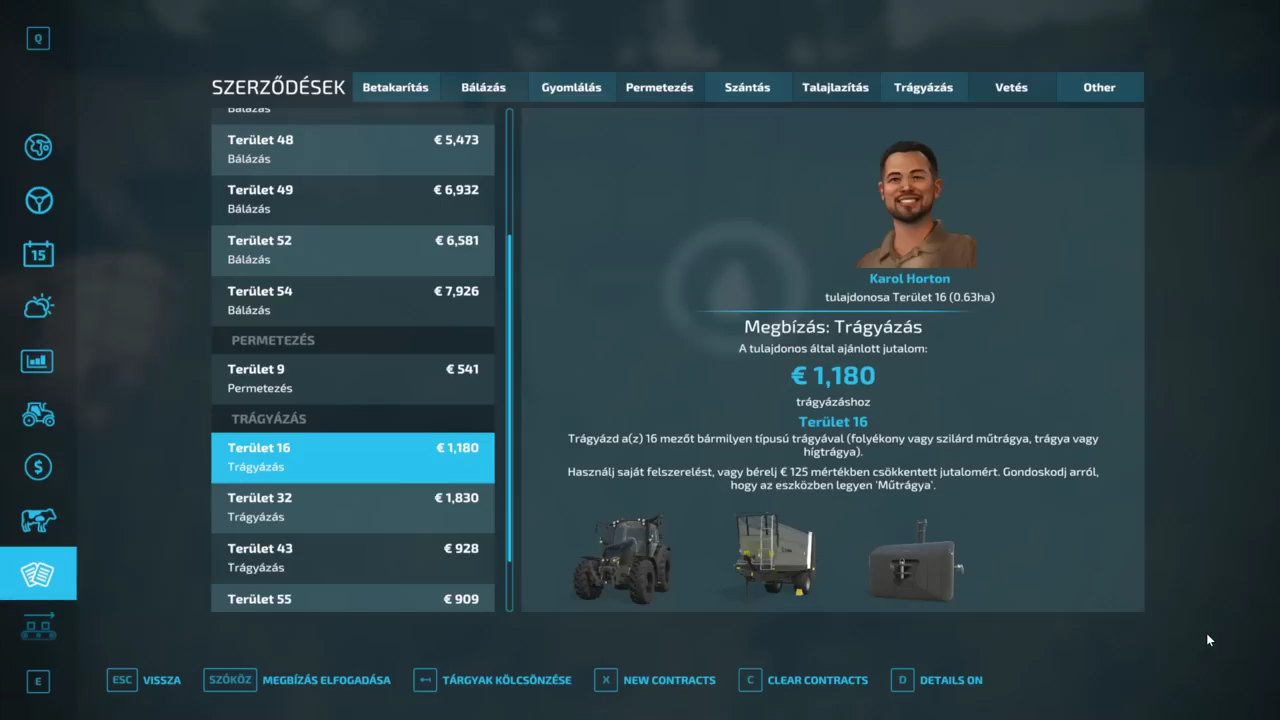 Q
SZERZŐDÉSEK
Betakarítás
Bálázás
Gyomlálás
Permetezés
Szántás
Talajlazítás
Trágyázás
Vetés
Other
Bálázás
Terület 48 € 5,473
Bálázás
Terület 49 € 6,932
Bálázás
Terület 52 € 6,581
Bálázás
Terület 54 € 7,926
Bálázás
PERMETEZÉS
Terület 9 € 541
Permetezés
TRÁGYÁZÁS
Terület 16 € 1,180
Trágyázás
Terület 32 € 1,830
Trágyázás
Terület 43 € 928
Trágyázás
Terület 55 € 909
15
Karol Horton
tulajdonosa Terület 16 (0.63ha)
Megbízás: Trágyázás
A tulajdonos által ajánlott jutalom:
€ 1,180
trágyázáshoz
Terület 16
Trágyázd a(z) 16 mezőt bármilyen típusú trágyával (folyékony vagy szilárd műtrágya, trágya vagy
hígtrágya).
Használj saját felszerelést, vagy bérelj € 125 mértékben csökkentett jutalomért. Gondoskodj arról,
hogy az eszközben legyen 'Műtrágya'.
E
ESC VISSZA
SZÓKÖZ MEGBÍZÁS ELFOGADÁSA
TÁRGYAK KÖLCSÖNZÉSE
X NEW CONTRACTS
C CLEAR CONTRACTS
D DETAILS ON